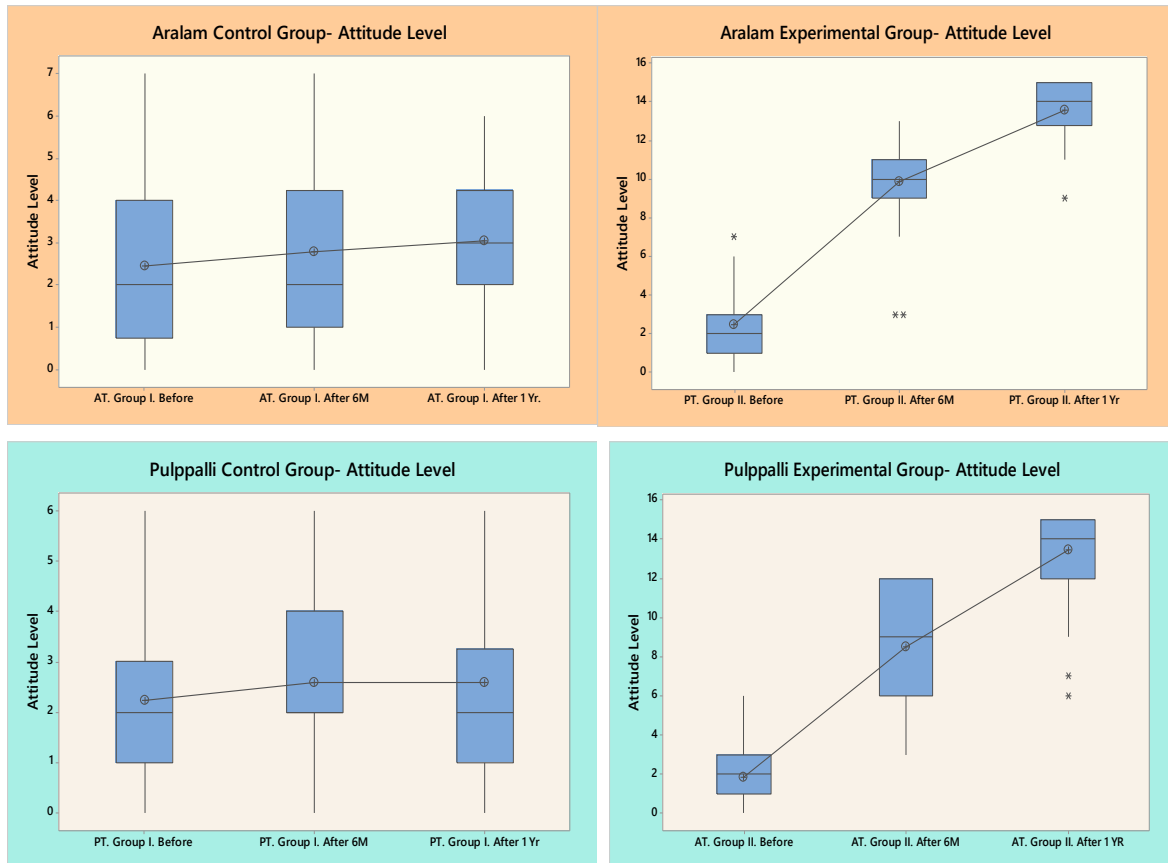 Aralam Control Group- Attitude Level
7
6
5
4
3
2
1
0
Attitude Level
AT. Group I. Before
AT. Group I. After 6M
AT. Group I. After 1 Yr.
Aralam Experimental Group- Attitude Level
16
14
12
10
8
6
4
2
0
Attitude Level
PT. Group II. Before
PT. Group II. After 6M
PT. Group II. After 1 Yr
Pulppalli Control Group- Attitude Level
6
5
4
3
2
1
0
Attitude Level
PT. Group I. Before
PT. Group I. After 6M
PT. Group I. After 1 Yr
Pulppalli Experimental Group- Attitude Level
16
14
12
10
8
6
4
2
0
Attitude Level
AT. Group II. Before
AT. Group II. After 6M
AT. Group II. After 1 YR